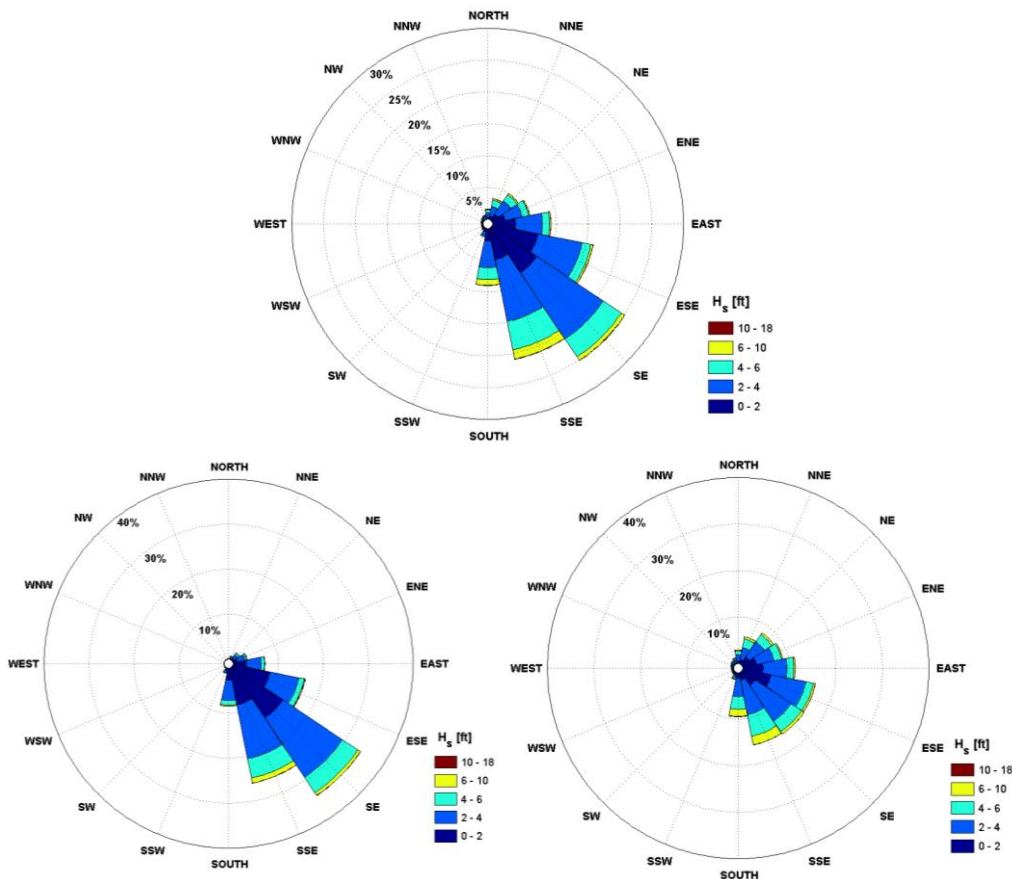 NORTH
NNW
NNE
NW
NE
30%
25%
20%
WNW
ENE
15%
10%
5%
WEST
EAST
WSW
ESE
H_s [ft]
10 - 18
6 - 10
4 - 6
2 - 4
0 - 2
SW
SE
SSW
SSE
SOUTH
NORTH
NNW
NNE
NW
NE
40%
30%
WNW
ENE
20%
10%
WEST
EAST
WSW
ESE
H_s [ft]
10 - 18
6 - 10
4 - 6
2 - 4
0 - 2
SW
SE
SSW
SSE
SOUTH
NORTH
NNW
NNE
NW
NE
40%
30%
WNW
ENE
20%
10%
WEST
EAST
WSW
ESE
H_s [ft]
10 - 18
6 - 10
4 - 6
2 - 4
0 - 2
SW
SE
SSW
SSE
SOUTH